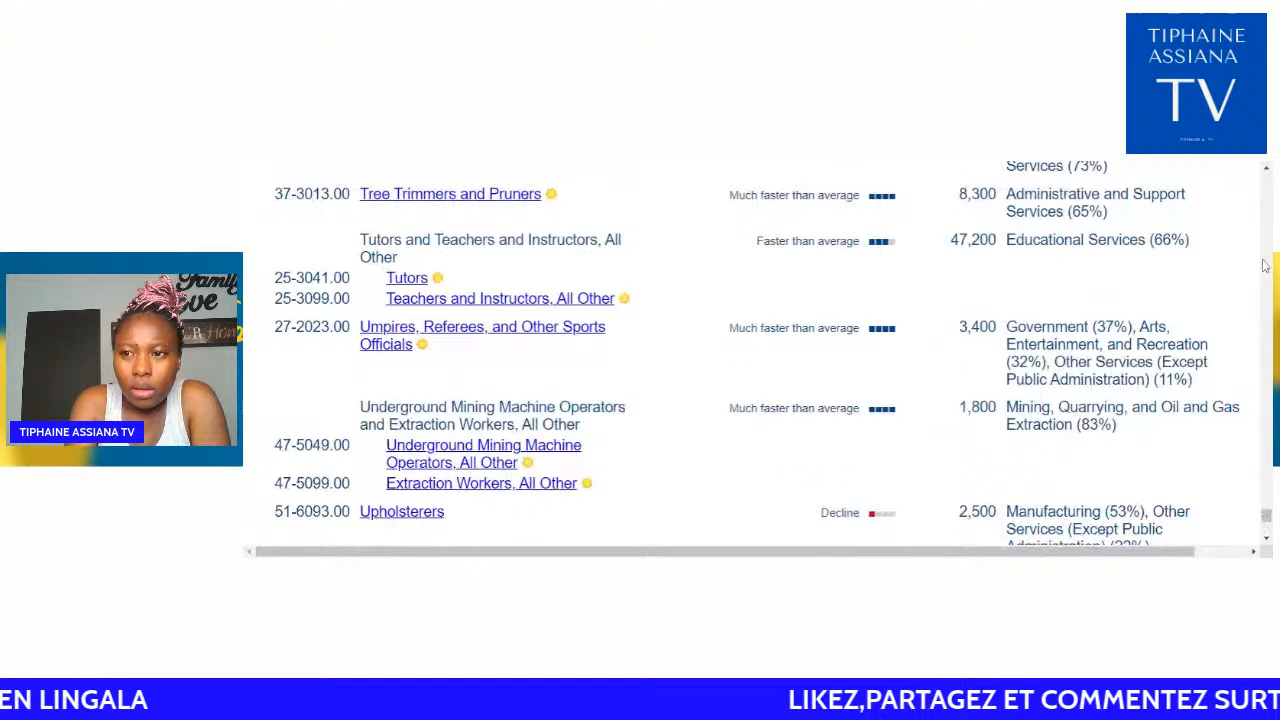 TIPHAINE
ASSIANA
TV
Services (73%)
37-3013.00 Tree Trimmers and Pruners Much faster than average 8,300 Administrative and Support
Services (65%)
Tutors and Teachers and Instructors, All Faster than average 47,200 Educational Services (66%)
Other
25-3041.00 Tutors
25-3099.00 Teachers and Instructors, All Other
27-2023.00 Umpires, Referees, and Other Sports Much faster than average 3,400 Government (37%), Arts,
Officials Entertainment, and Recreation
(32%), Other Services (Except
Public Administration) (11%)
Underground Mining Machine Operators Much faster than average 1,800 Mining, Quarrying, and Oil and Gas
and Extraction Workers, All Other Extraction (83%)
47-5049.00 Underground Mining Machine
Operators, All Other
47-5099.00 Extraction Workers, All Other
51-6093.00 Upholsterers Decline 2,500 Manufacturing (53%), Other
Services (Except Public
Family
TIPHAINE ASSIANA TV
EN LINGALA LIKEZ,PARTAGEZ ET COMMENTEZ SURT